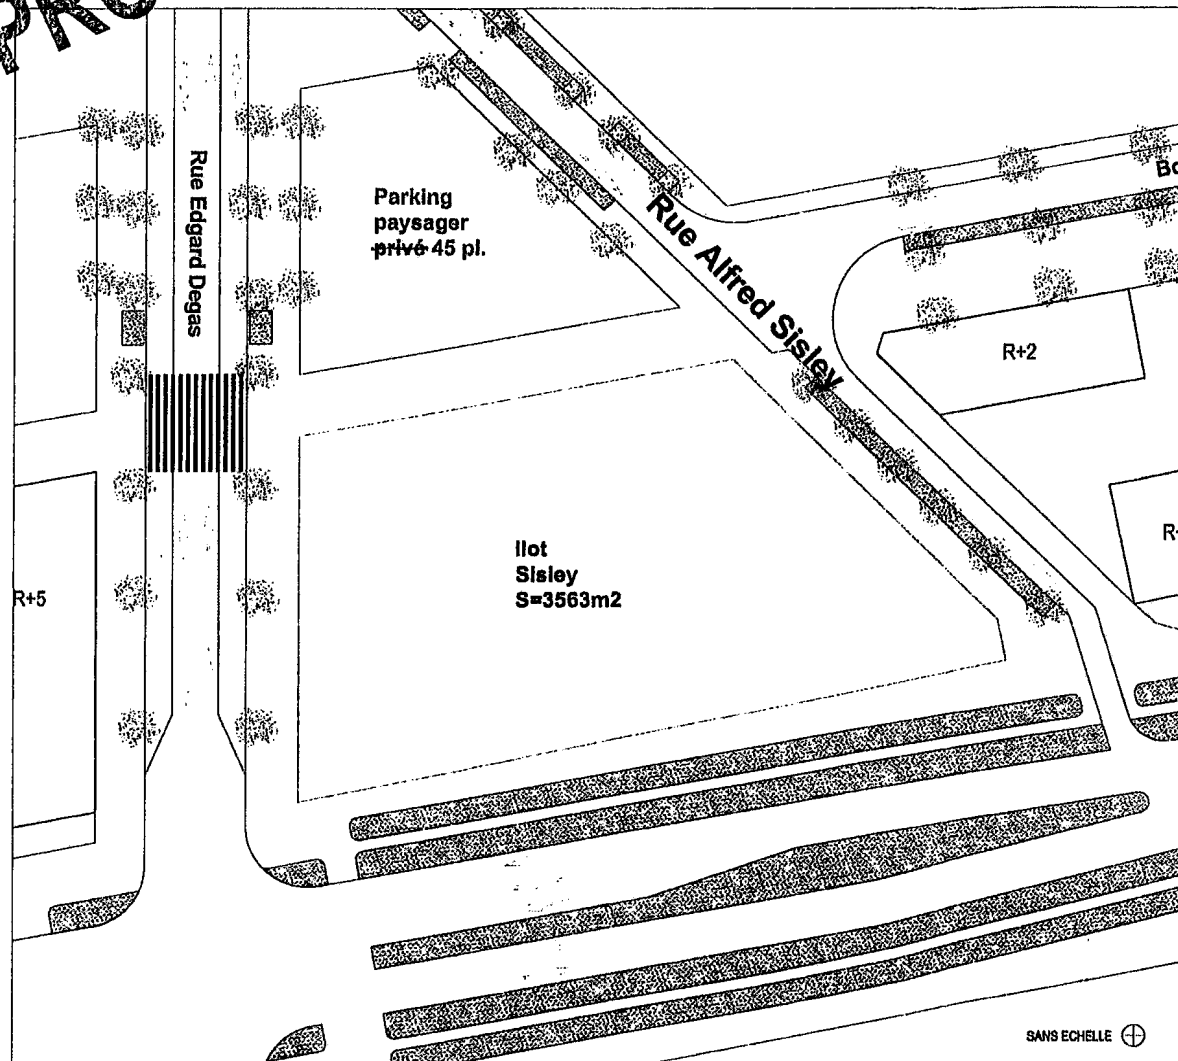 Rue Edgard Degas
Parking
paysager
privé 45 pl.
Rue Alfred Sisley
R+2
Ilot
Sisley
S=3563m2
R+5
SANS ECHELLE